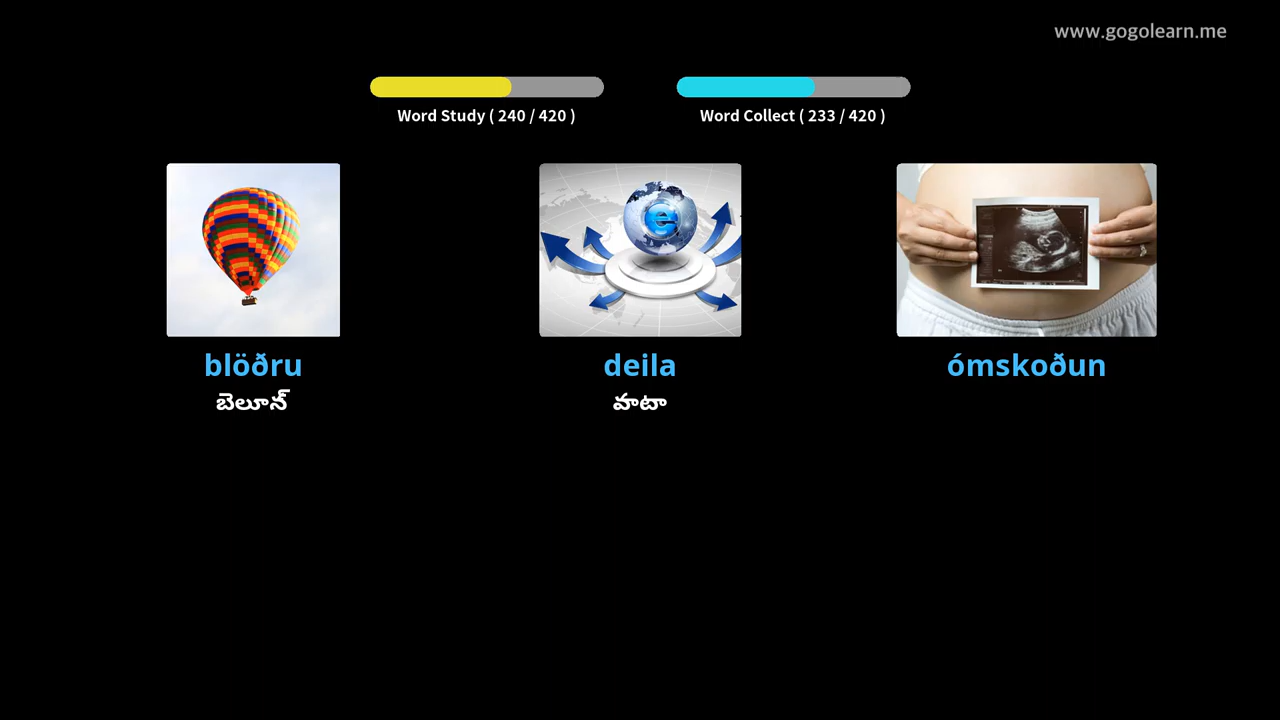 www.gogolearn.me
Word Study ( 240 / 420 )
Word Collect ( 233 / 420 )
e
blöðru
deila
ómskoðun
బెలూన్
వాటా